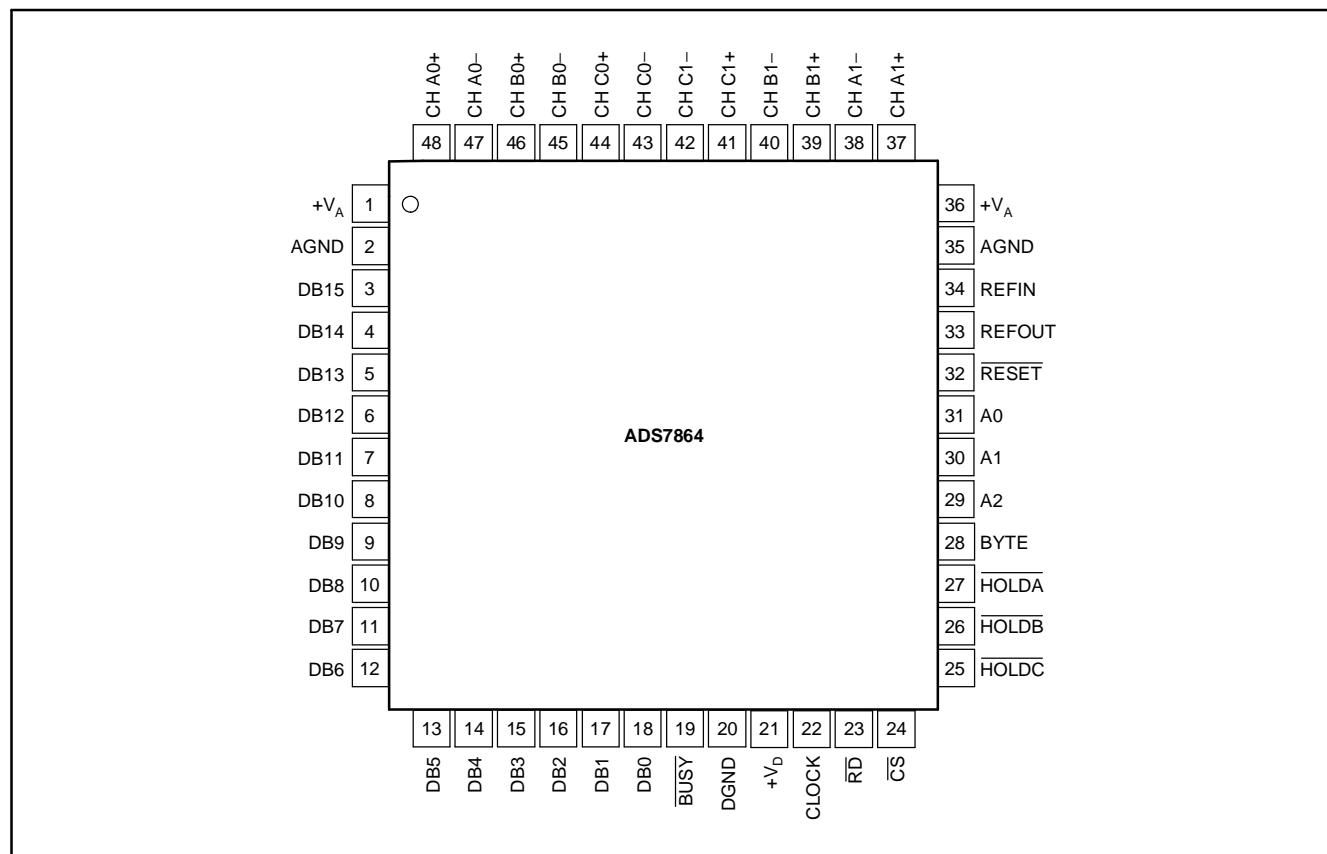 CH A0+
CH A0−
CH B0+
CH B0−
CH C0+
CH C0−
CH C1−
CH C1+
CH B1−
CH B1+
CH A1−
CH A1+
48 47 46 45 44 43 42 41 40 39 38 37
+VA 1
AGND 2
DB15 3
DB14 4
DB13 5
DB12 6
DB11 7
DB10 8
DB9 9
DB8 10
DB7 11
DB6 12
ADS7864
36 +VA
35 AGND
34 REFIN
33 REFOUT
32 RESET
31 A0
30 A1
29 A2
28 BYTE
27 HOLDA
26 HOLDB
25 HOLDC
13 14 15 16 17 18 19 20 21 22 23 24
DB5
DB4
DB3
DB2
DB1
DB0
BUSY
DGND
+VD
CLOCK
RD
CS